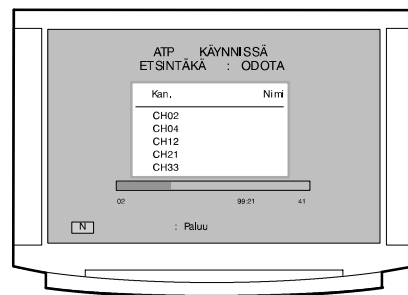 ATP KÄYNNISSÄ
ETSINTÄKÄ : ODOTA
Kan. Nimi
CH02
CH04
CH12
CH21
CH33
02 99:21 41
N : Paluu